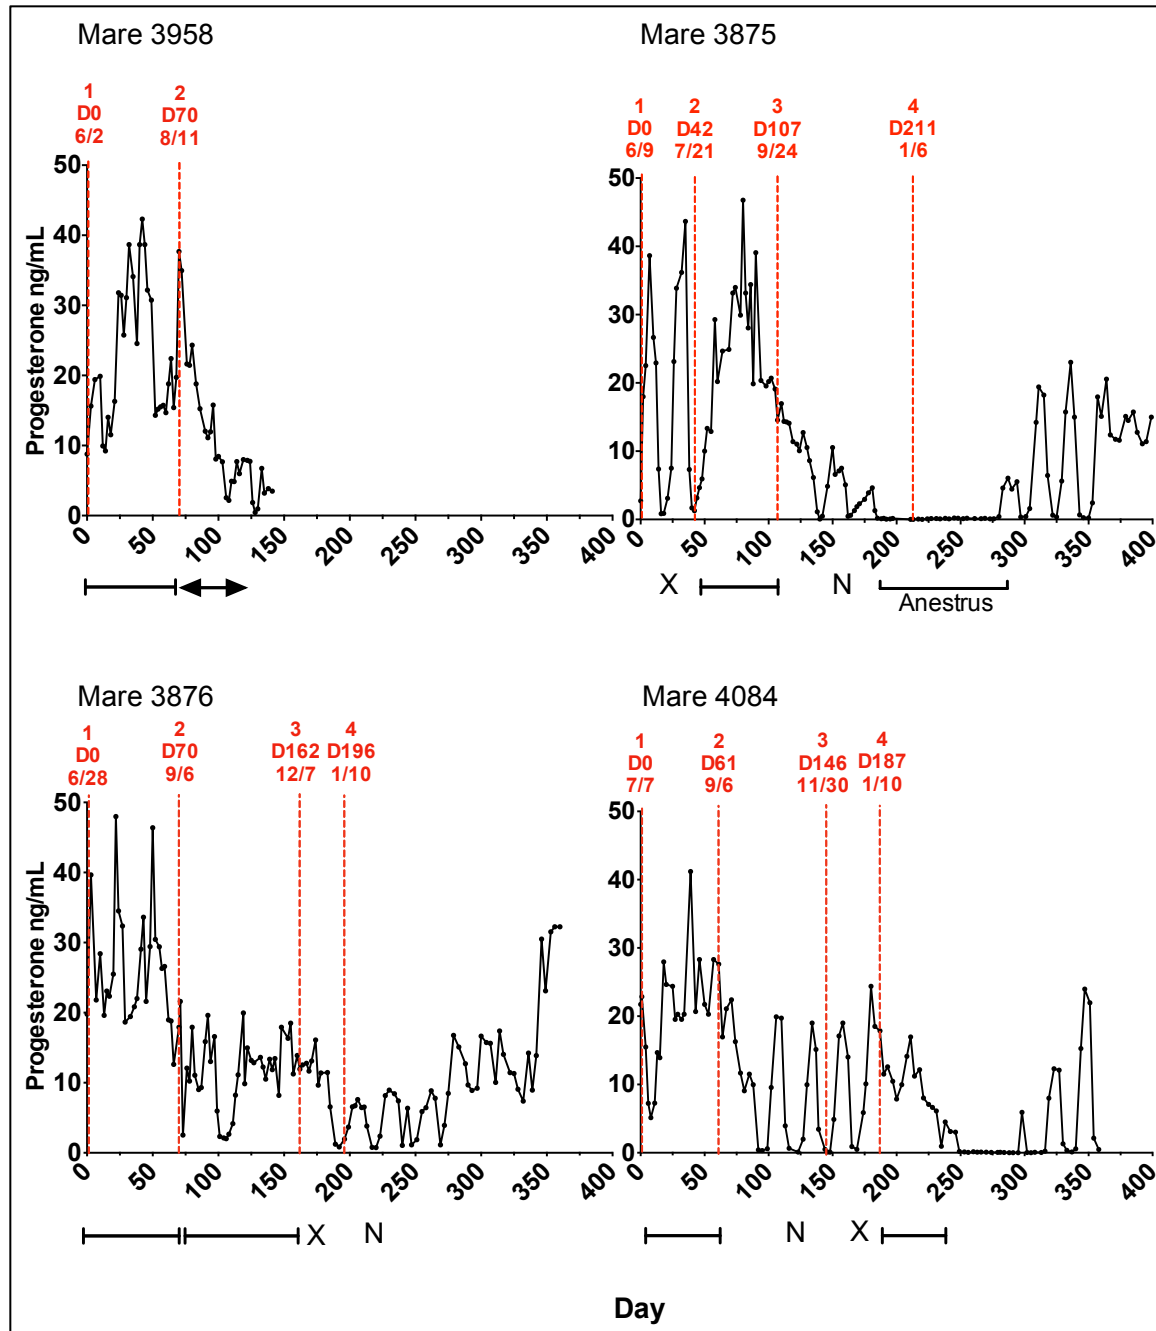 Mare 3958
1 2
D0 D70
6/2 8/11
Progesterone ng/mL
50
40
30
20
10
0
0 50 100 150 200 250 300 350 400
Mare 3875
1 2 3 4
D0 D42 D107 D211
6/9 7/21 9/24 1/6
50
40
30
20
10
0
0 50 100 150 200 250 300 350 400
X N
Anestrus
Mare 3876
1 2 3 4
D0 D70 D162 D196
6/28 9/6 12/7 1/10
Progesterone ng/mL
50
40
30
20
10
0
0 50 100 150 200 250 300 350 400
X N
Mare 4084
1 2 3 4
D0 D61 D146 D187
7/7 9/6 11/30 1/10
50
40
30
20
10
0
0 50 100 150 200 250 300 350 400
N X
Day